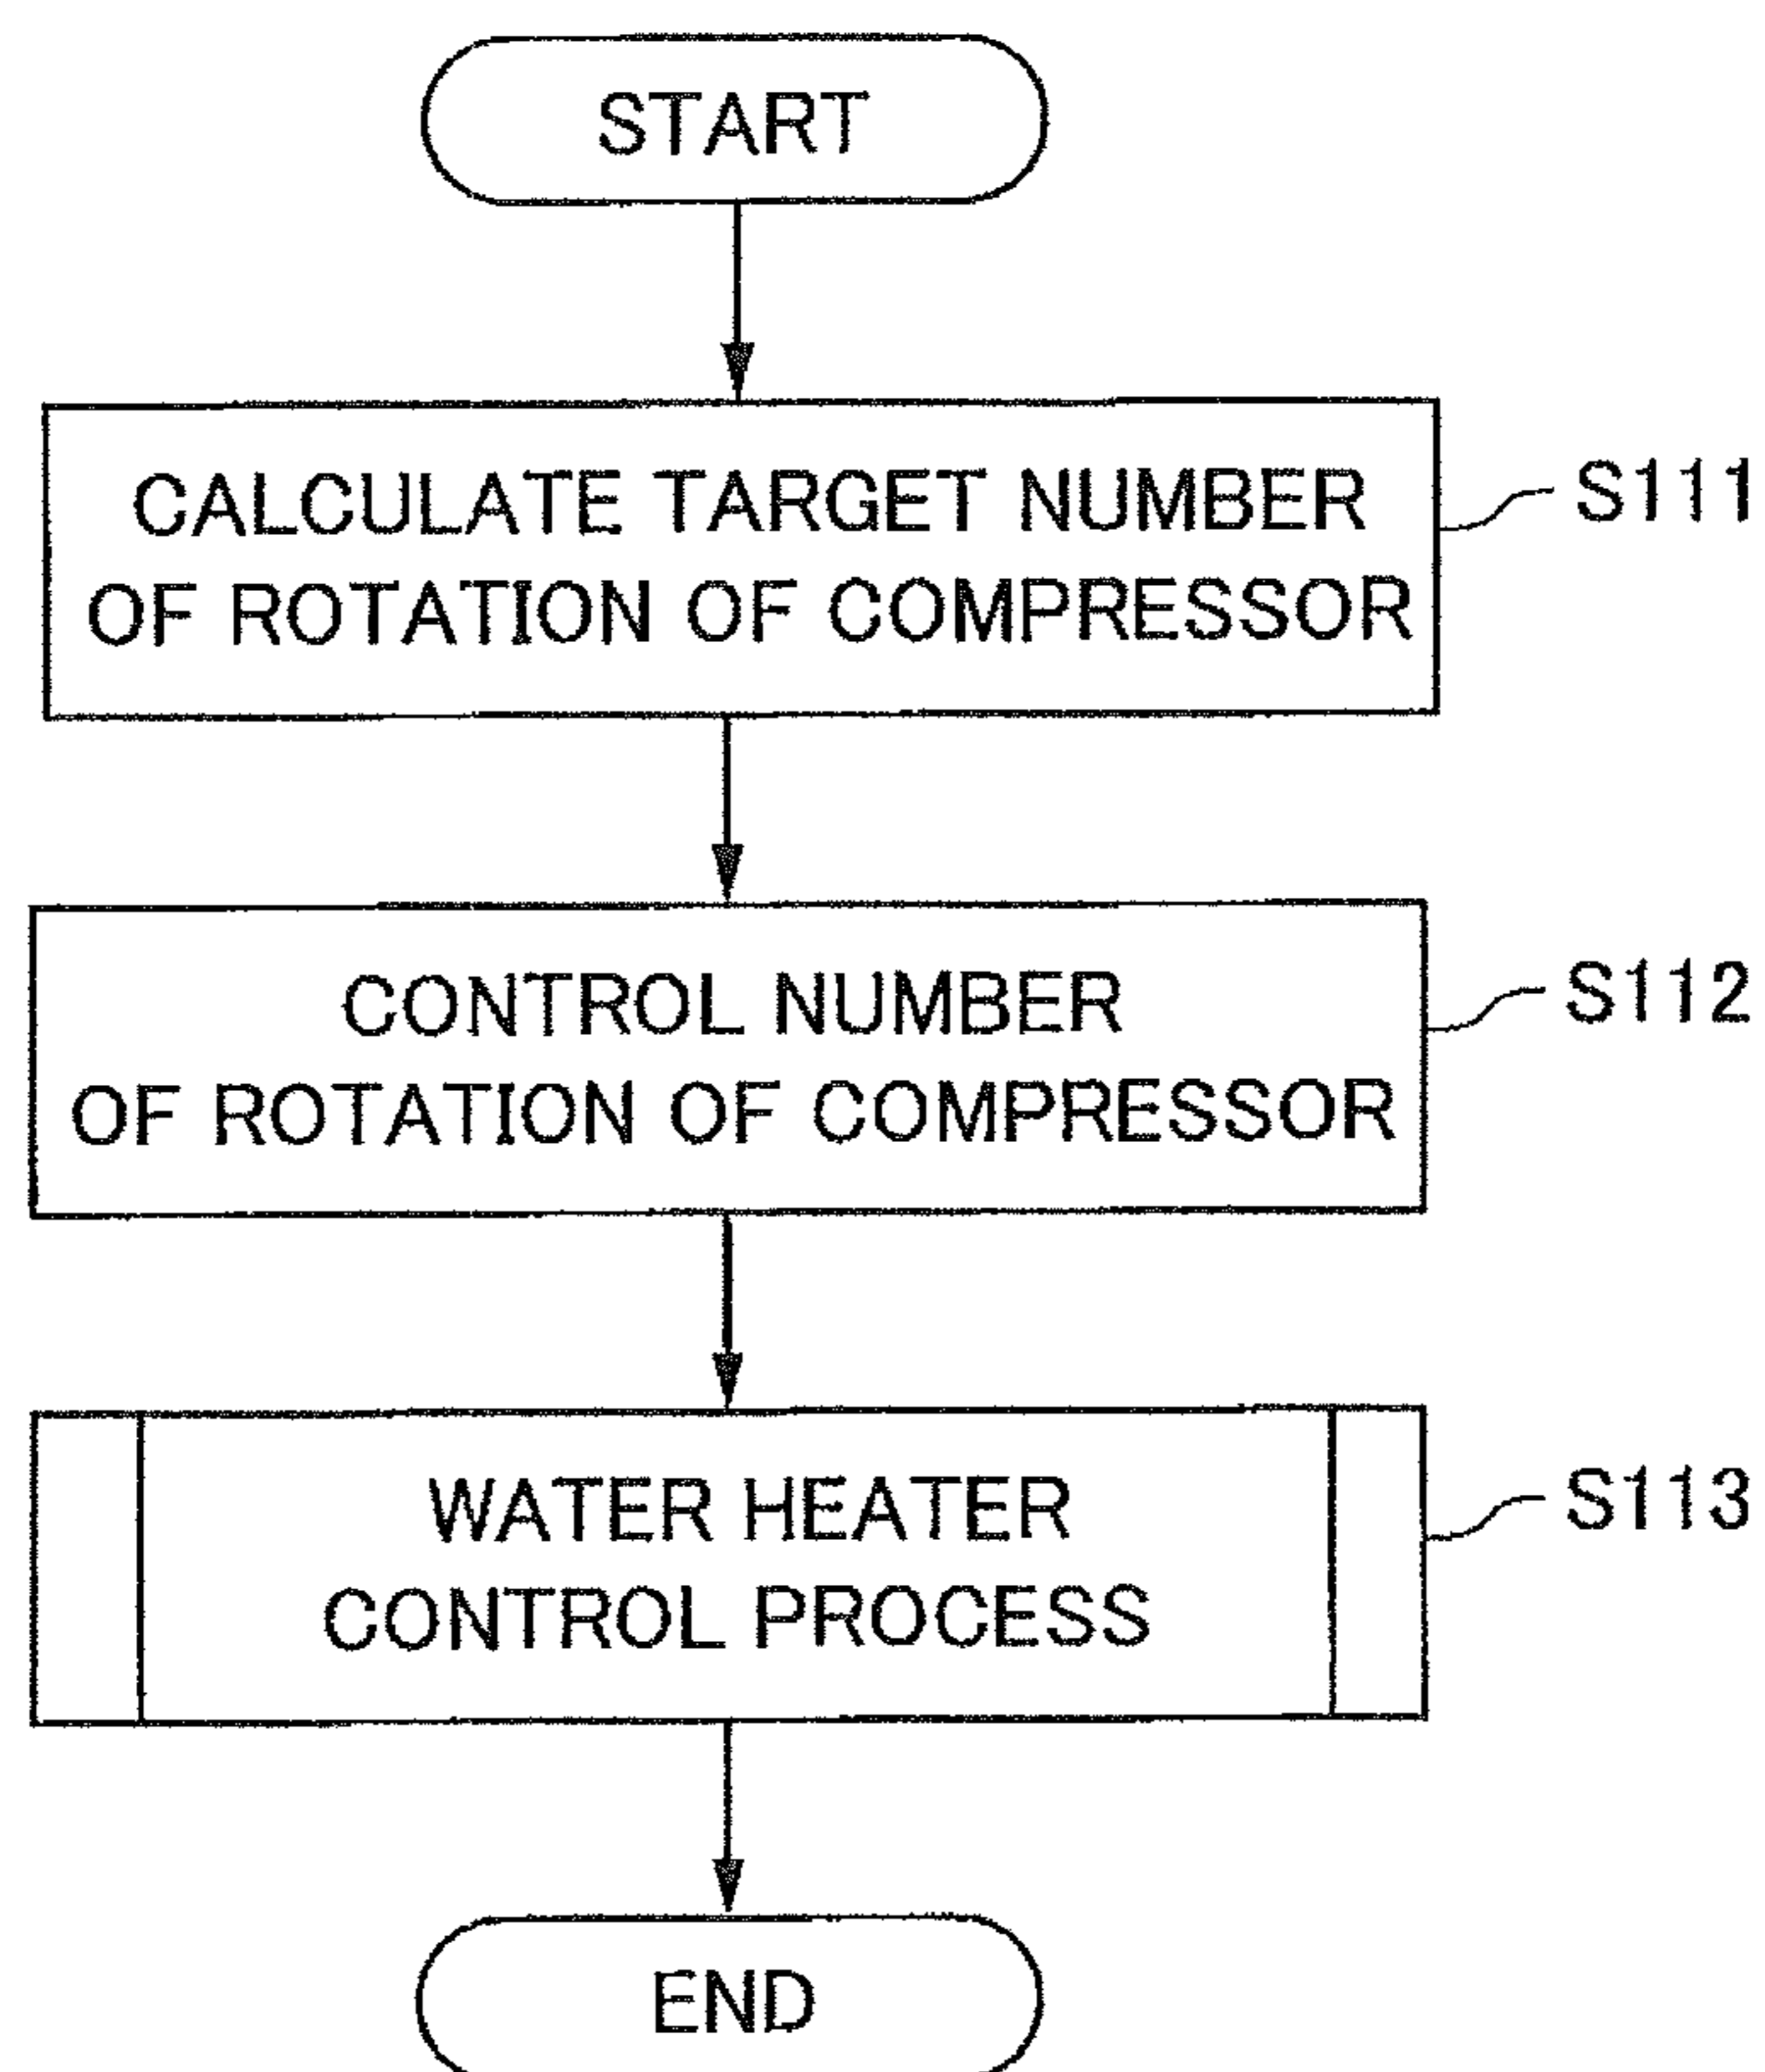 START
CALCULATE TARGET NUMBER
OF ROTATION OF COMPRESSOR
S111
CONTROL NUMBER
OF ROTATION OF COMPRESSOR
S112
WATER HEATER
CONTROL PROCESS
S113
END